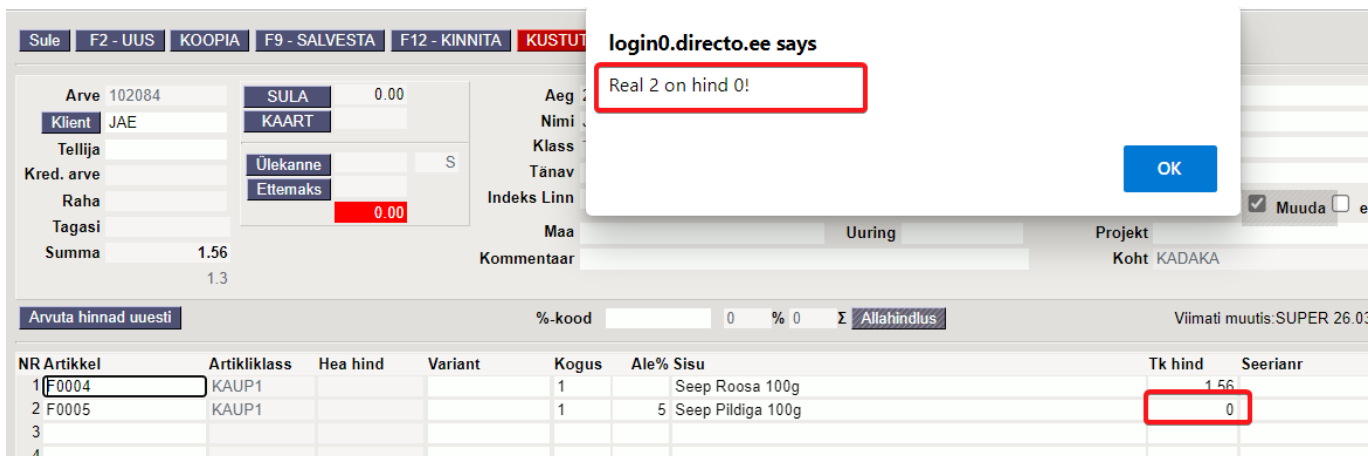 Sule F2 - UUS KOOPIA F9 - SALVESTA F12 - KINNITA KUSTUT
login0.directo.ee says
Real 2 on hind 0!
OK
Arve 102084 SULA 0.00 Aeg
Klient JAE KAART Nimi
Tellija Klass
Kred. arve Ülekanne S Tänav
Raha Ettemaks Indeks Linn Muuda e
0.00
Tagasi Maa Uuring Projekt
Summa 1.56 Kommentaar Koht KADAKA
1.3
Arvuta hinnad uuesti %-kood 0 % 0 Σ Allahindlus Viimati muutis:SUPER 26.03
NR Artikkel Artikliklass Hea hind Variant Kogus Ale% Sisu Tk hind Seerianr
1 F0004 KAUP1 1 Seep Roosa 100g 1.56
2 F0005 KAUP1 1 5 Seep Pildiga 100g 0
3
4